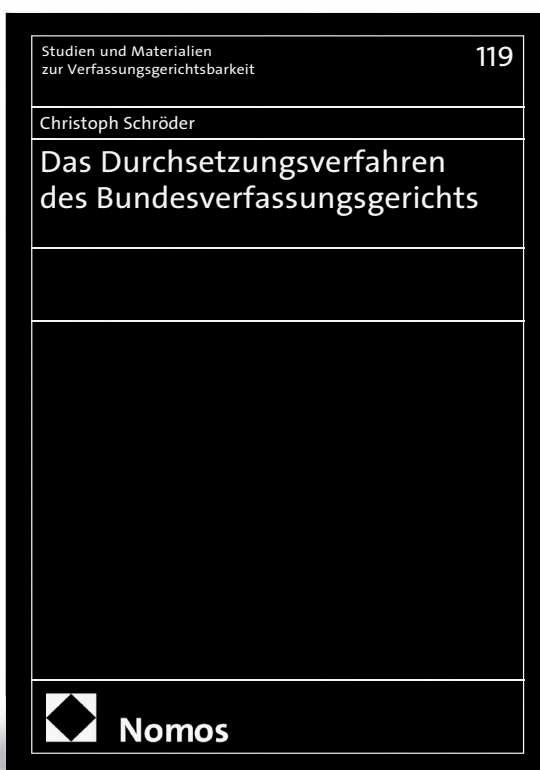 Studien und Materialien
zur Verfassungsgerichtsbarkeit
119
Christoph Schröder
Das Durchsetzungsverfahren
des Bundesverfassungsgerichts
Nomos